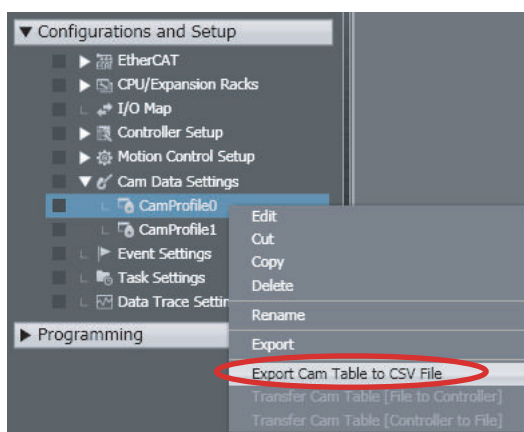 Configurations and Setup
EtherCAT
CPU/Expansion Racks
I/O Map
Controller Setup
Motion Control Setup
Cam Data Settings
CamProfile0
CamProfile1
Event Settings
Task Settings
Data Trace Settin
Programming
Edit
Cut
Copy
Delete
Rename
Export
Export Cam Table to CSV File
Transfer Cam Table [File to Controller]
Transfer Cam Table [Controller to File]